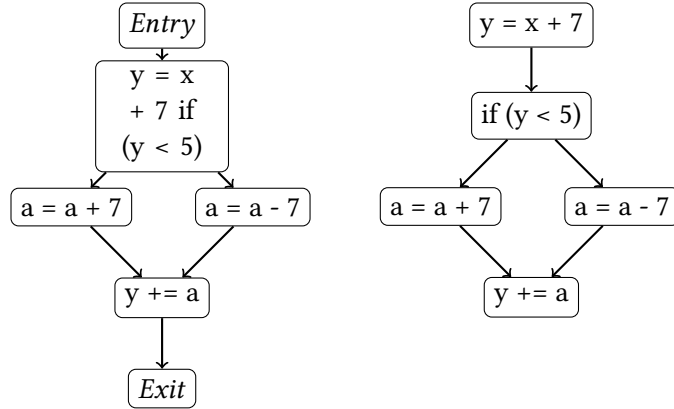 Entry
y = x
+ 7 if
(y < 5)
a = a + 7
a = a - 7
y += a
Exit
y = x + 7
if (y < 5)
a = a + 7
a = a - 7
y += a